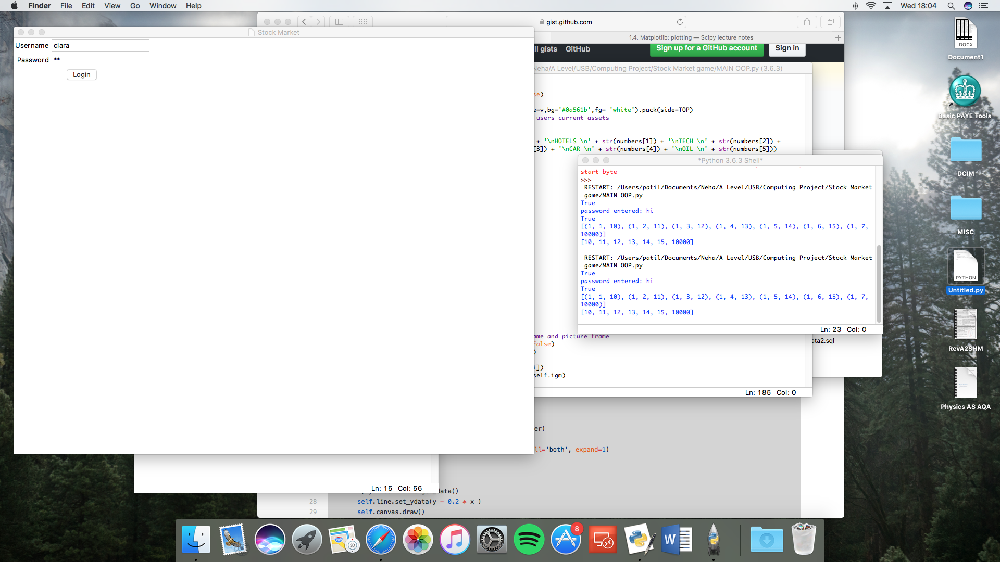 Finder File Edit View Go Window Help
Wed 18:04
gist.github.com
Stock Market
1.4. Matplotlib: plotting — Scipy lecture notes
Username clara
Password **
Login
ll gists GitHub
Sign up for a GitHub account
Sign in
Neha/A Level/USB/Computing Project/Stock Market game/MAIN OOP.py (3.6.3)
se)
e=v,bg='#0a561b',fg= 'white').pack(side=TOP)
users current assets
+ '\nHOTELS \n' + str(numbers[1]) + '\nTECH \n' + str(numbers[2]) +
[3]) + '\nCAR \n' + str(numbers[4]) + '\nOIL \n' + str(numbers[5]))
*Python 3.6.3 Shell*
start byte
>>>
RESTART: /Users/patil/Documents/Neha/A Level/USB/Computing Project/Stock Market
game/MAIN OOP.py
True
password entered: hi
True
[(1, 1, 10), (1, 2, 11), (1, 3, 12), (1, 4, 13), (1, 5, 14), (1, 6, 15), (1, 7,
10000)]
[10, 11, 12, 13, 14, 15, 10000]
RESTART: /Users/patil/Documents/Neha/A Level/USB/Computing Project/Stock Market
game/MAIN OOP.py
True
password entered: hi
True
[(1, 1, 10), (1, 2, 11), (1, 3, 12), (1, 4, 13), (1, 5, 14), (1, 6, 15), (1, 7,
10000)]
[10, 11, 12, 13, 14, 15, 10000]
Ln: 23 Col: 0
ame and picture frame
False)
)
i])
self.igm)
ata2.sql
Ln: 185 Col: 0
er)
ll='both', expand=1)
Ln: 15 Col: 56
data()
28 self.line.set_ydata(y - 0.2 * x )
29 self.canvas.draw()
DOCX
Document1
Basic PAYE Tools
DCIM
MISC
PYTHON
Untitled.py
RevA2SHM
Physics AS AQA
280
3D
8
W